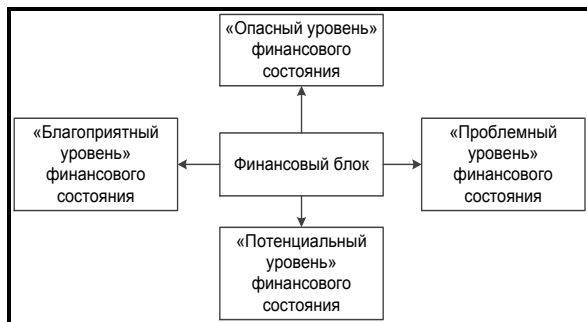 «Опасный уровень»
финансового
состояния
«Благоприятный
уровень»
финансового
состояния
Финансовый блок
«Проблемный
уровень»
финансового
состояния
«Потенциальный
уровень»
финансового
состояния